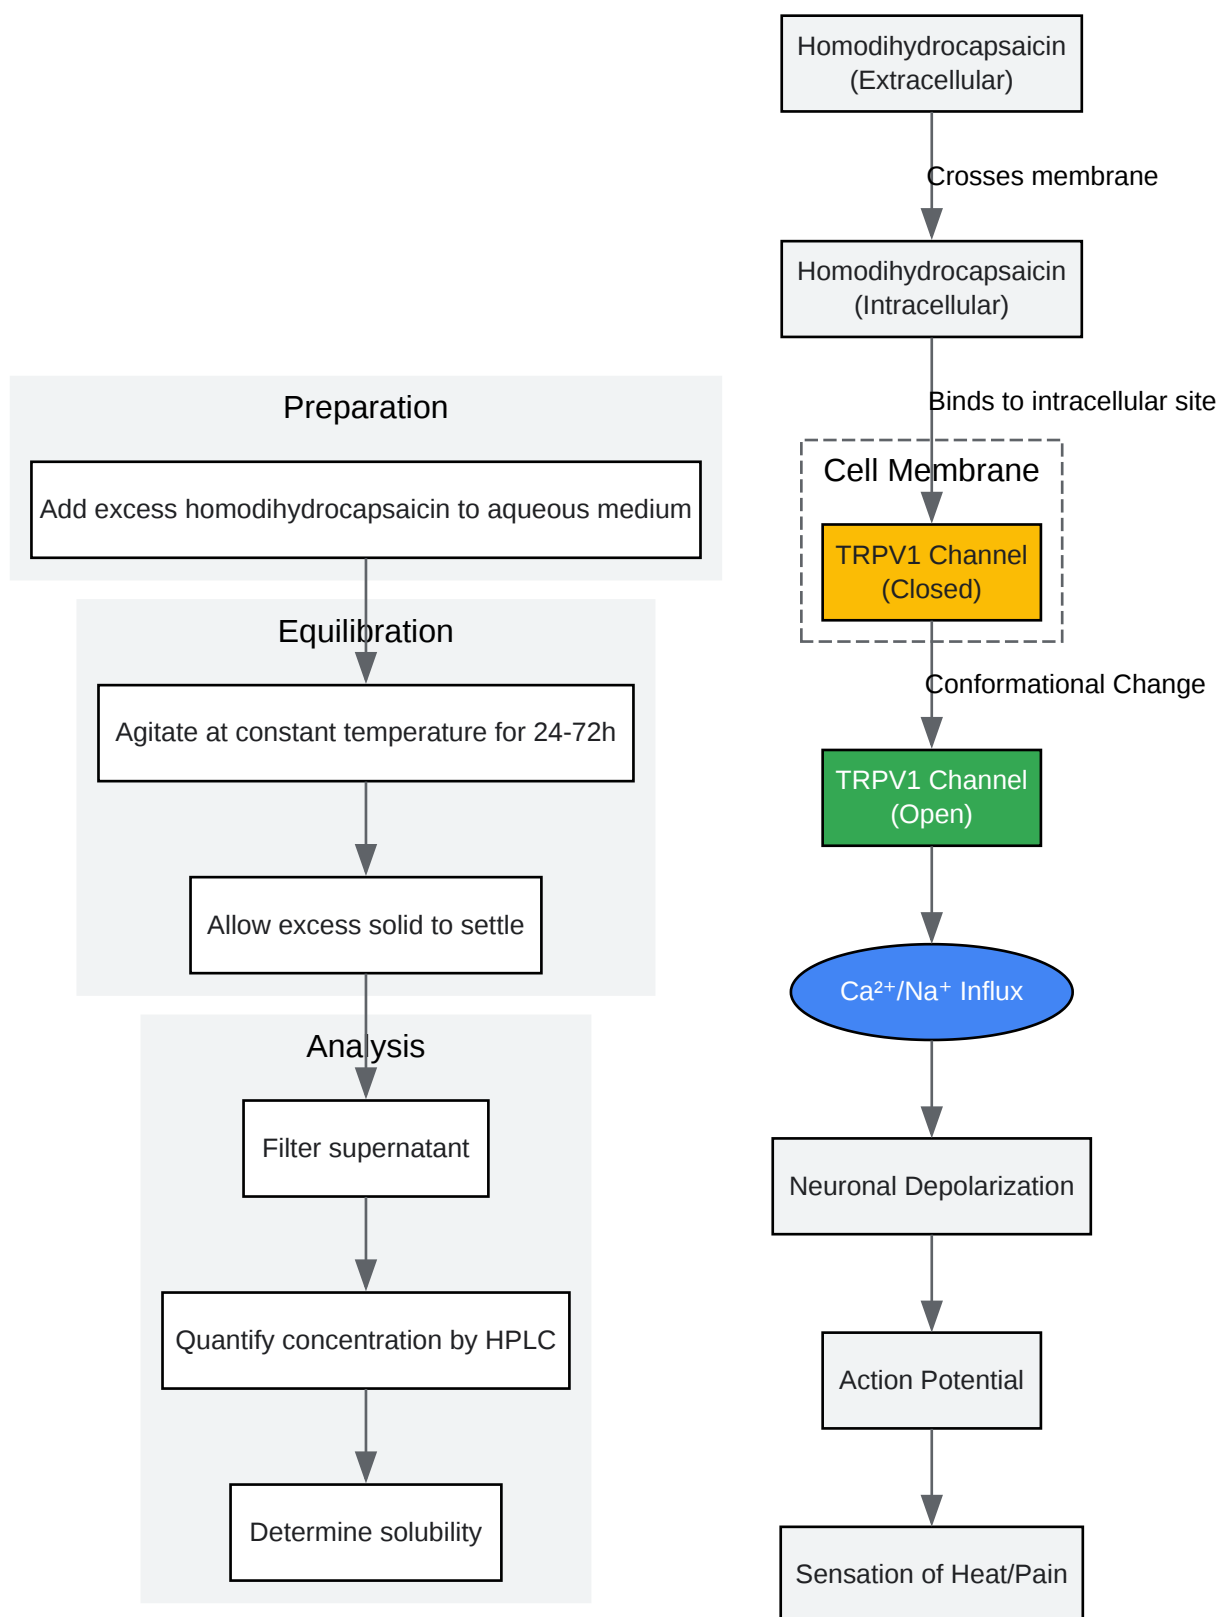 Preparation
Add excess homodihydrocapsaicin to aqueous medium
Equilibration
Agitate at constant temperature for 24-72h
Allow excess solid to settle
Analysis
Filter supernatant
Quantify concentration by HPLC
Determine solubility
Homodihydrocapsaicin
(Extracellular)
Crosses membrane
Homodihydrocapsaicin
(Intracellular)
Binds to intracellular site
Cell Membrane
TRPV1 Channel
(Closed)
Conformational Change
TRPV1 Channel
(Open)
Ca²⁺/Na⁺ Influx
Neuronal Depolarization
Action Potential
Sensation of Heat/Pain